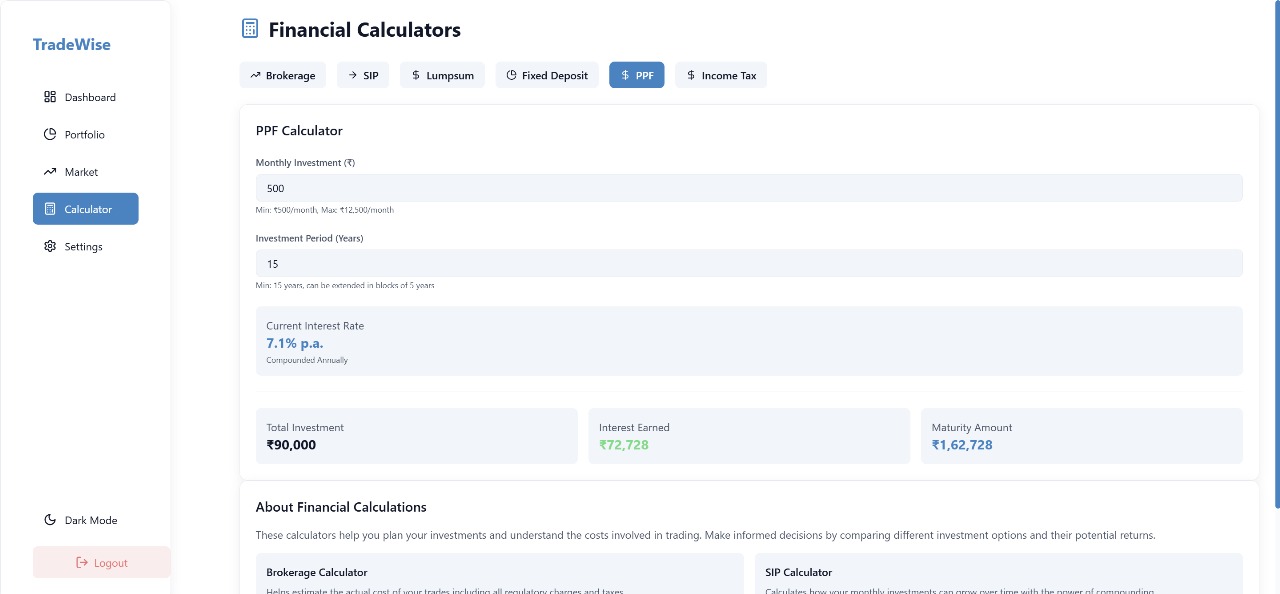 TradeWise
Dashboard
Portfolio
Market
Calculator
Settings
Dark Mode
Logout
Financial Calculators
Brokerage
SIP
Lumpsum
Fixed Deposit
PPF
Income Tax
PPF Calculator
Monthly Investment (₹)
500
Min: ₹500/month, Max: ₹12,500/month
Investment Period (Years)
15
Min: 15 years, can be extended in blocks of 5 years
Current Interest Rate
7.1% p.a.
Compounded Annually
Total Investment
₹90,000
Interest Earned
₹72,728
Maturity Amount
₹1,62,728
About Financial Calculations
These calculators help you plan your investments and understand the costs involved in trading. Make informed decisions by comparing different investment options and their potential returns.
Brokerage Calculator
Helps estimate the actual cost of your trades including all regulatory charges and taxes.
SIP Calculator
Calculates how your monthly investments can grow over time with the power of compounding.